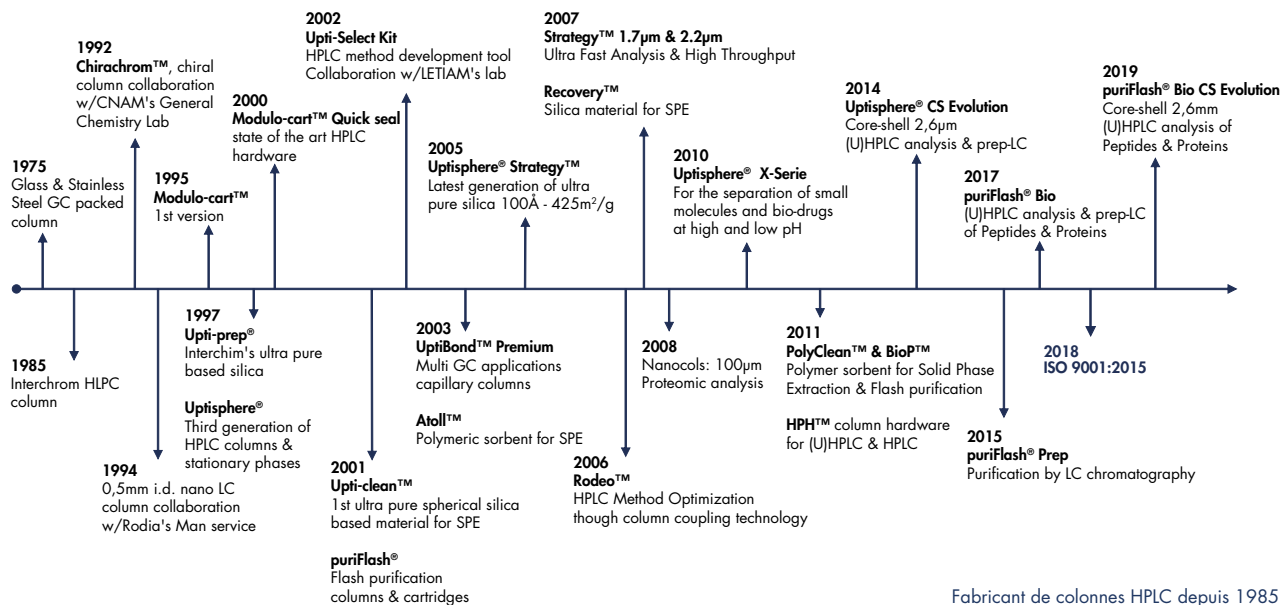 1975
Glass & Stainless
Steel GC packed
column
1985
Interchrom HLPC
column
1992
Chirachrom™, chiral
column collaboration
w/CNAM's General
Chemistry Lab
1994
0,5mm i.d. nano LC
column collaboration
w/Rodia's Man service
1995
Modulo-cart™
1st version
1997
Upti-prep®
Interchim's ultra pure
based silica
Uptisphere®
Third generation of
HPLC columns &
stationary phases
2000
Modulo-cart™ Quick seal
state of the art HPLC
hardware
2001
Upti-clean™
1st ultra pure spherical silica
based material for SPE
puriFlash®
Flash purification
columns & cartridges
2002
Upti-Select Kit
HPLC method development tool
Collaboration w/LETIAM's lab
2003
UptiBond™ Premium
Multi GC applications
capillary columns
Atoll™
Polymeric sorbent for SPE
2005
Uptisphere® Strategy™
Latest generation of ultra
pure silica 100Å - 425m²/g
2006
Rodeo™
HPLC Method Optimization
though column coupling technology
2007
Strategy™ 1.7µm & 2.2µm
Ultra Fast Analysis & High Throughput
Recovery™
Silica material for SPE
2008
Nanocols: 100µm
Proteomic analysis
2010
Uptisphere® X-Serie
For the separation of small
molecules and bio-drugs
at high and low pH
2011
PolyClean™ & BioP™
Polymer sorbent for Solid Phase
Extraction & Flash purification
HPH™ column hardware
for (U)HPLC & HPLC
2014
Uptisphere® CS Evolution
Core-shell 2,6µm
(U)HPLC analysis & prep-LC
2015
puriFlash® Prep
Purification by LC chromatography
2017
puriFlash® Bio
(U)HPLC analysis & prep-LC
of Peptides & Proteins
2018
ISO 9001:2015
2019
puriFlash® Bio CS Evolution
Core-shell 2,6mm
(U)HPLC analysis of
Peptides & Proteins
Fabricant de colonnes HPLC depuis 1985